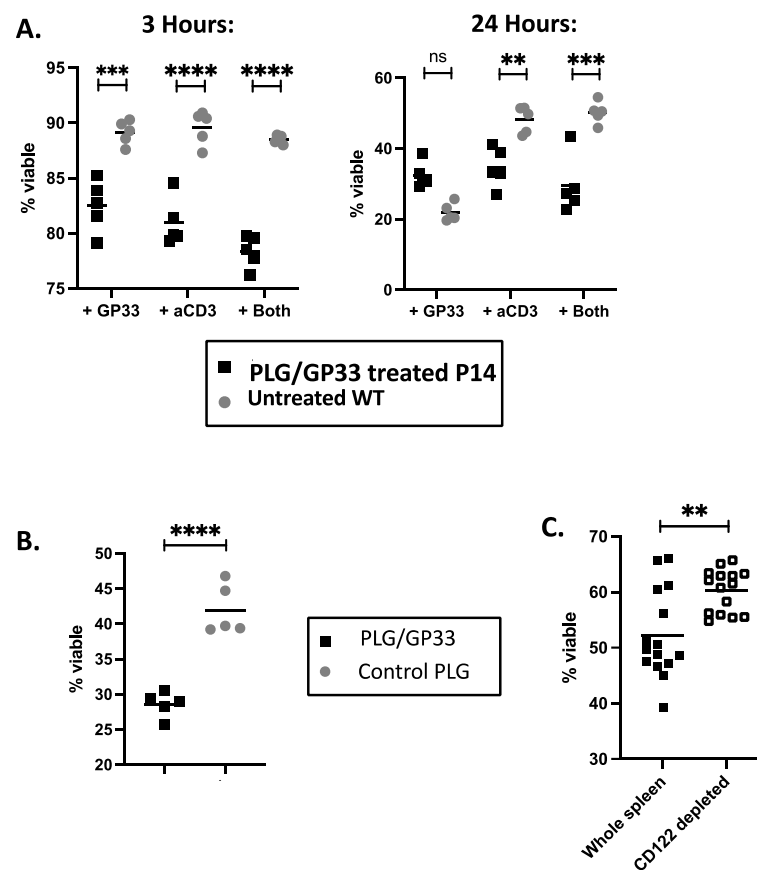 A.
3 Hours:
24 Hours:
*** **** ****
ns ** ***
% viable
95
90
85
80
75
+ GP33 + aCD3 + Both
% viable
60
40
20
0
+ GP33 + aCD3 + Both
PLG/GP33 treated P14
Untreated WT
B.
****
% viable
50
45
40
35
30
25
20
PLG/GP33
Control PLG
C.
**
% viable
70
60
50
40
30
Whole spleen
CD122 depleted